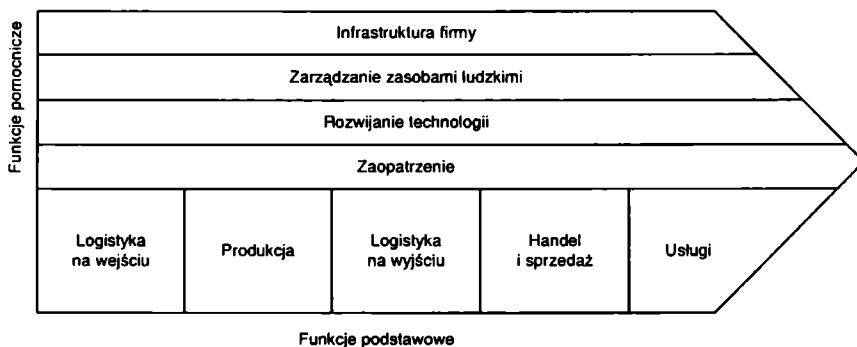 Funkcje pomocnicze
Infrastruktura firmy
Zarządzanie zasobami ludzkimi
Rozwijanie technologii
Zaopatrzenie
Logistyka
na wejściu
Produkcja
Logistyka
na wyjściu
Handel
i sprzedaż
Usługi
Funkcje podstawowe